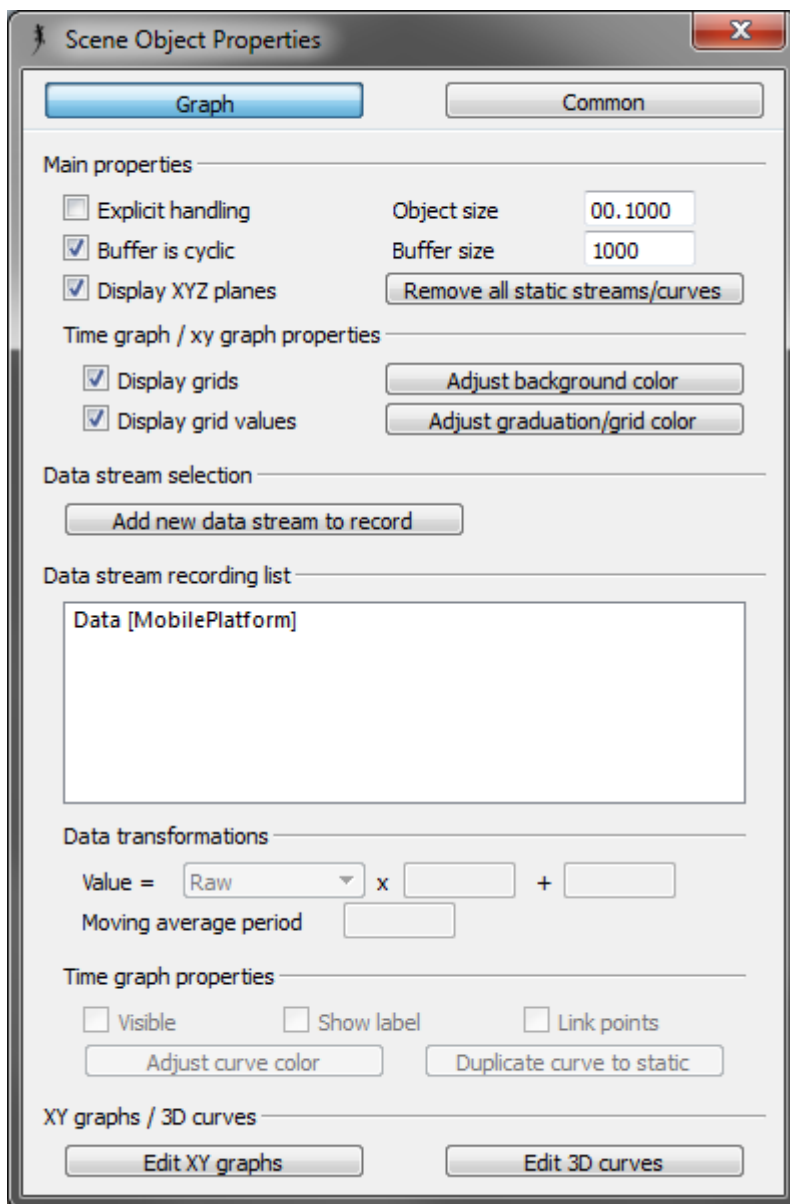 Scene Object Properties
Graph Common
Main properties
Explicit handling Object size 00.1000
Buffer is cyclic Buffer size 1000
Display XYZ planes Remove all static streams/curves
Time graph / xy graph properties
Display grids Adjust background color
Display grid values Adjust graduation/grid color
Data stream selection
Add new data stream to record
Data stream recording list
Data [MobilePlatform]
Data transformations
Value = Raw x +
Moving average period
Time graph properties
Visible Show label Link points
Adjust curve color Duplicate curve to static
XY graphs / 3D curves
Edit XY graphs Edit 3D curves